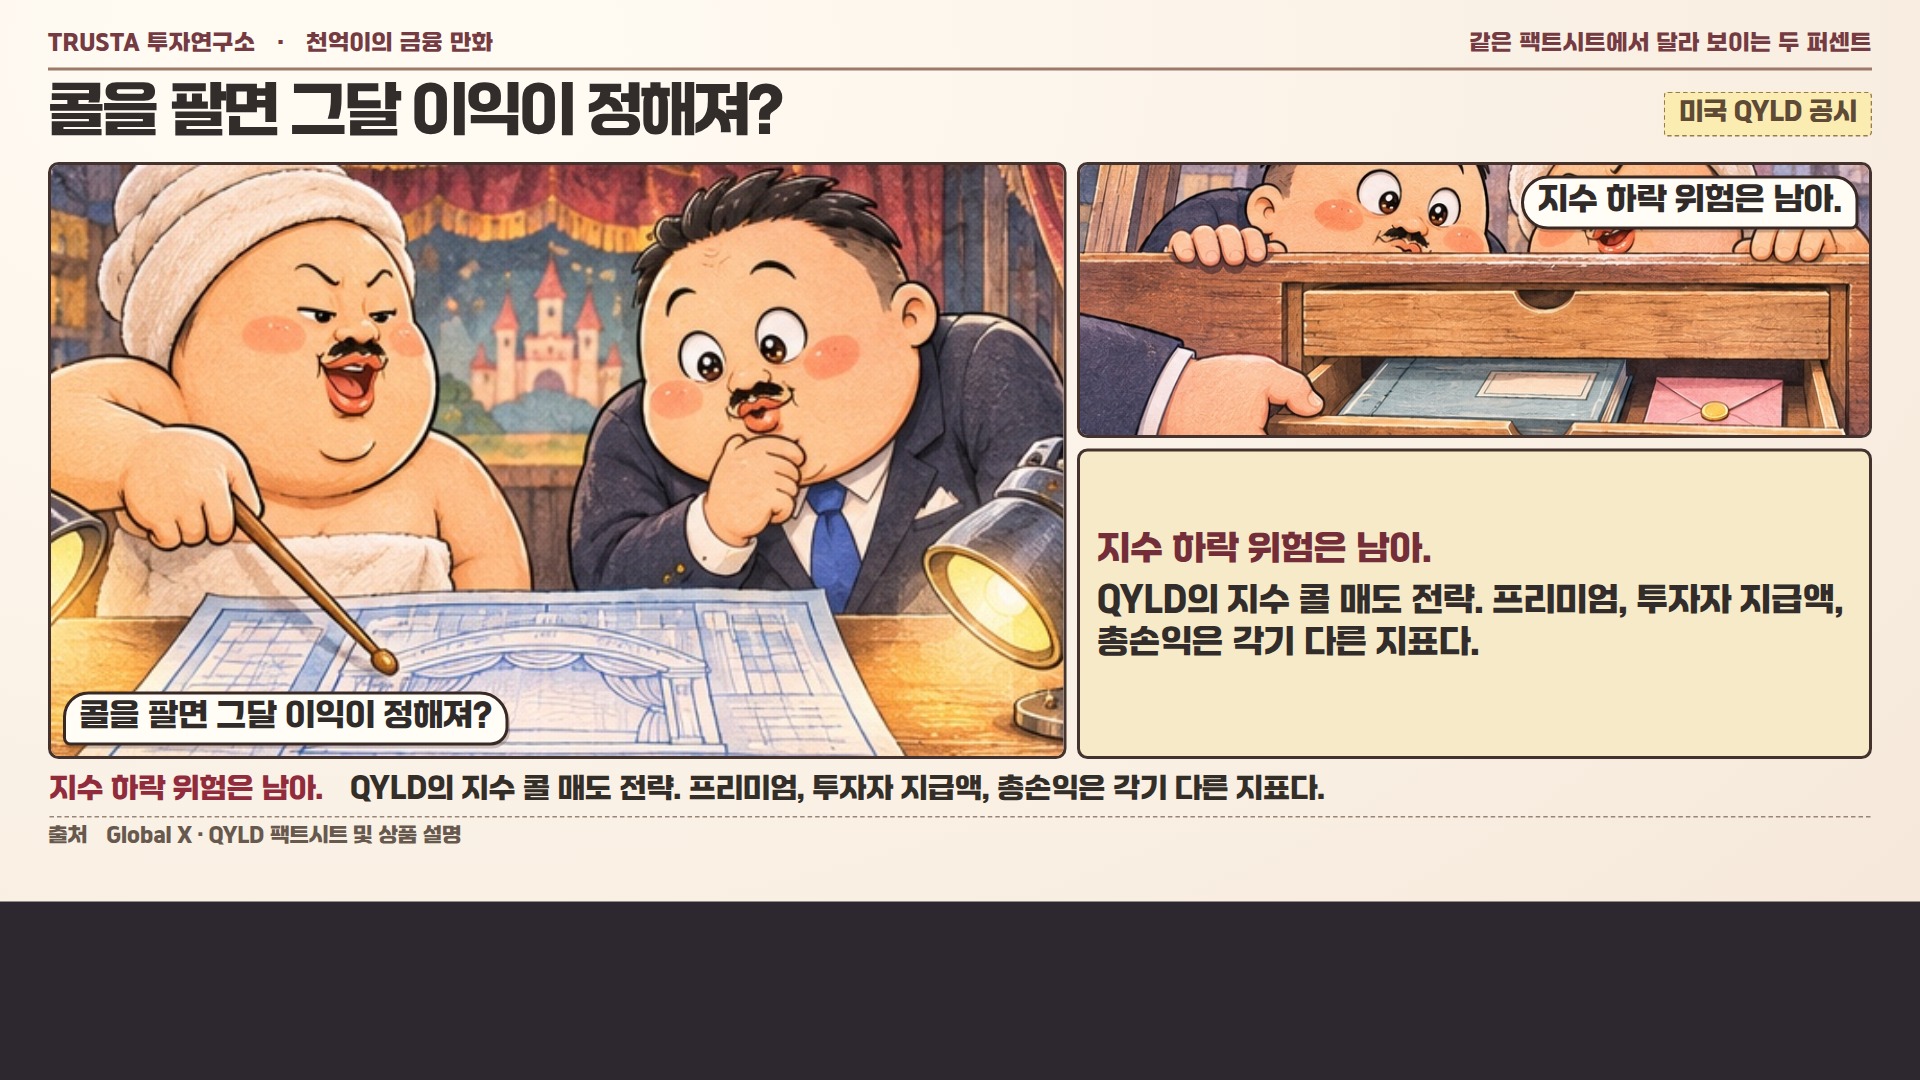 TRUSTA 투자연구소 · 천억이의 금융 만화
같은 팩트시트에서 달라 보이는 두 퍼센트
콜을 팔면 그달 이익이 정해져?
미국 QYLD 공시
지수 하락 위험은 남아.
콜을 팔면 그달 이익이 정해져?
지수 하락 위험은 남아.
QYLD의 지수 콜 매도 전략. 프리미엄, 투자자 지급액,
총손익은 각기 다른 지표다.
지수 하락 위험은 남아. QYLD의 지수 콜 매도 전략. 프리미엄, 투자자 지급액, 총손익은 각기 다른 지표다.
출처 Global X · QYLD 팩트시트 및 상품 설명